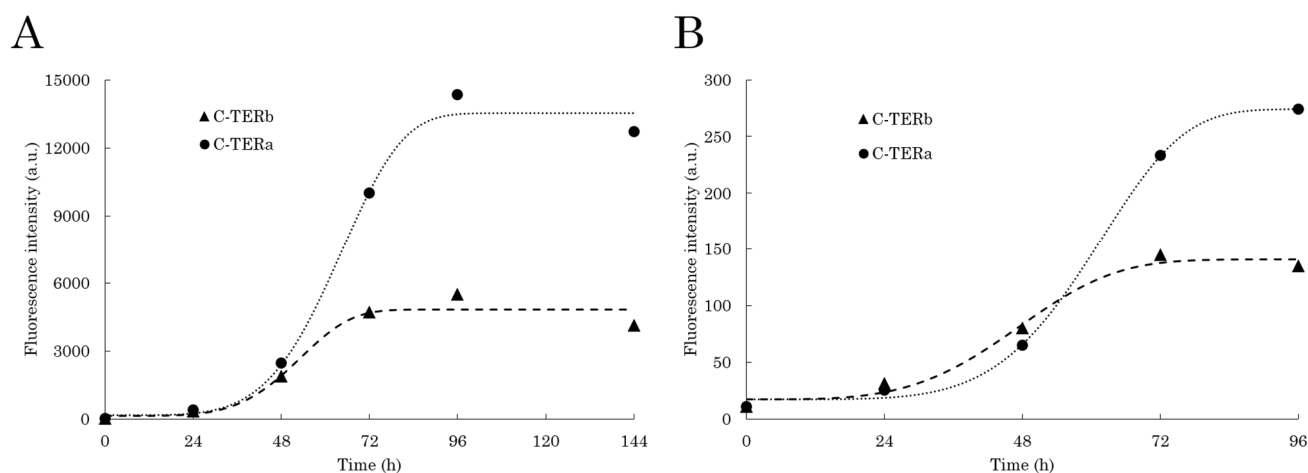 A
Fluorescence intensity (a.u.)
15000
12000
9000
6000
3000
0
C-TERb
C-TERa
0 24 48 72 96 120 144
Time (h)
B
Fluorescence intensity (a.u.)
300
250
200
150
100
50
0
C-TERb
C-TERa
0 24 48 72 96
Time (h)